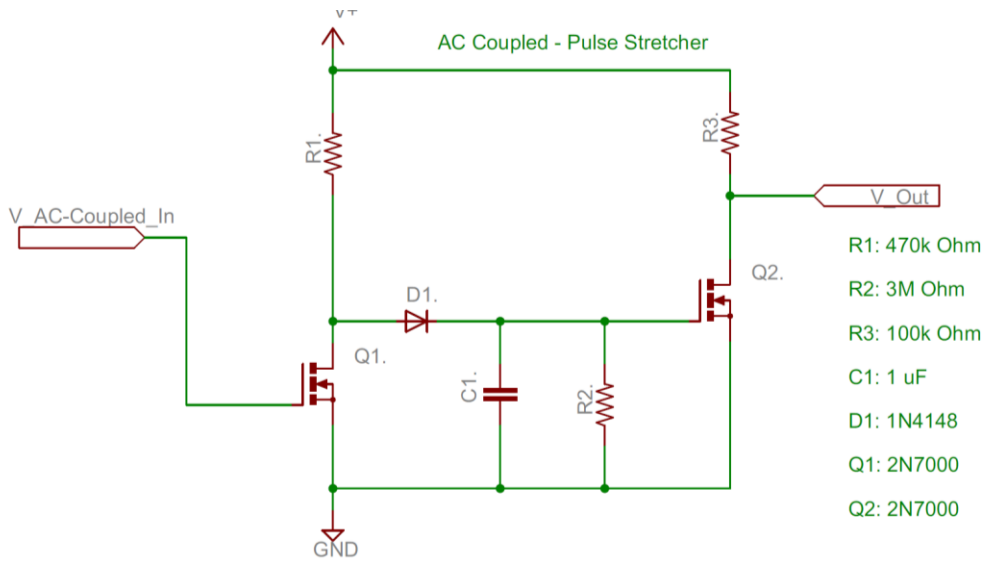 V+
AC Coupled - Pulse Stretcher
R1.
R3.
V_AC-Coupled_In
V_Out
R1: 470k Ohm
Q2.
R2: 3M Ohm
D1.
R3: 100k Ohm
Q1.
C1: 1 uF
C1.
R2.
D1: 1N4148
Q1: 2N7000
Q2: 2N7000
GND